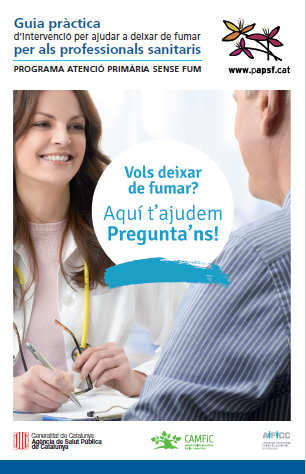 Guia pràctica
d'intervenció per ajudar a deixar de fumar
per als professionals sanitaris
PROGRAMA ATENCIÓ PRIMÀRIA SENSE FUM
www.papsf.cat
Vols deixar
de fumar?
Aquí t'ajudem
Pregunta'ns!
Generalitat de Catalunya
Agència de Salut Pública
de Catalunya
CAMFiC
AIFiCC